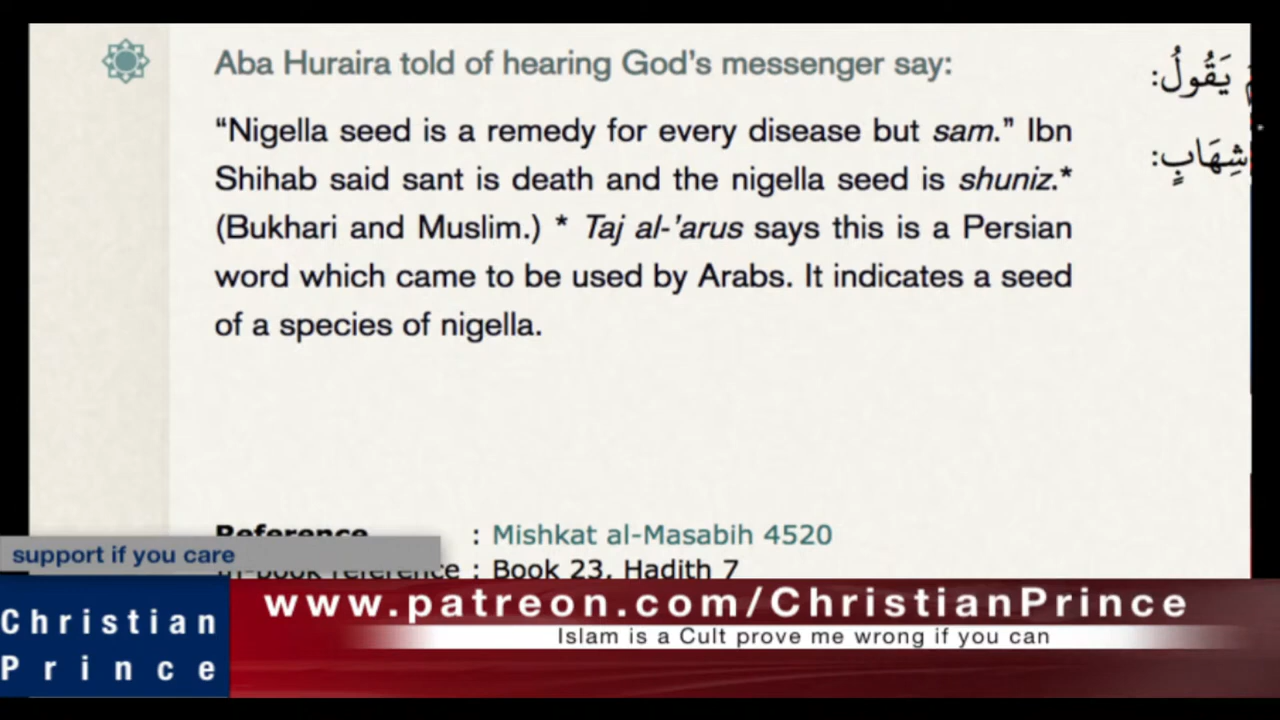 Aba Huraira told of hearing God's messenger say:
يَقُولُ:
“Nigella seed is a remedy for every disease but sam.” Ibn
شِهَابٍ:
Shihab said sant is death and the nigella seed is shuniz.*
(Bukhari and Muslim.) * Taj al-'arus says this is a Persian
word which came to be used by Arabs. It indicates a seed
of a species of nigella.
Reference : Mishkat al-Masabih 4520
In-book reference : Book 23, Hadith 7
support if you care
Christian
Prince
www.patreon.com/ChristianPrince
Islam is a Cult prove me wrong if you can